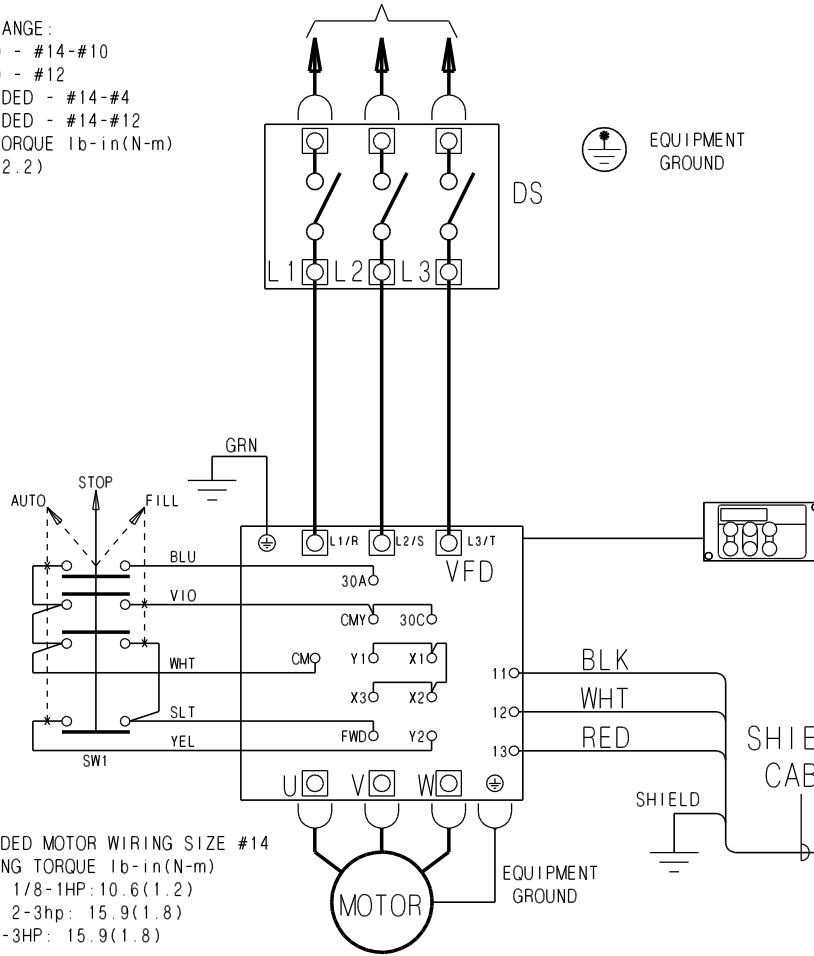 ANGE:
- #14-#10
- #12
DED - #14-#4
DED - #14-#12
ORQUE lb-in(N-m)
2.2)
EQUIPMENT
GROUND
DS
L1 L2 L3
GRN
STOP
AUTO
FILL
BLU
VIO
WHT
SLT
YEL
SW1
L1/R
L2/S
L3/T
VFD
30A
CMY
30C
CM
Y1
X1
X3
X2
FWD
Y2
11
12
13
BLK
WHT
RED
SHIE
CAB
SHIELD
U V W
DED MOTOR WIRING SIZE #14
NG TORQUE lb-in(N-m)
1/8-1HP:10.6(1.2)
2-3hp: 15.9(1.8)
-3HP: 15.9(1.8)
MOTOR
EQUIPMENT
GROUND